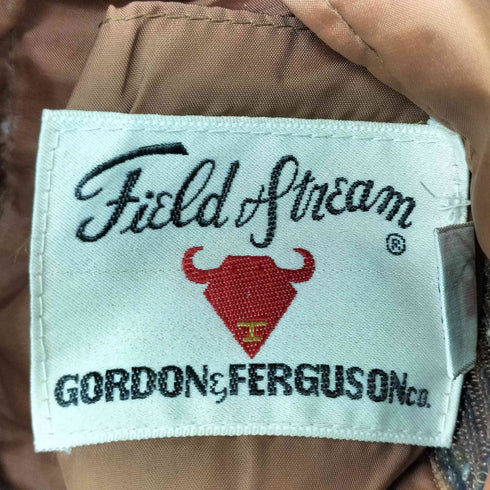 Field & Stream ®
GORDON & FERGUSON CO.